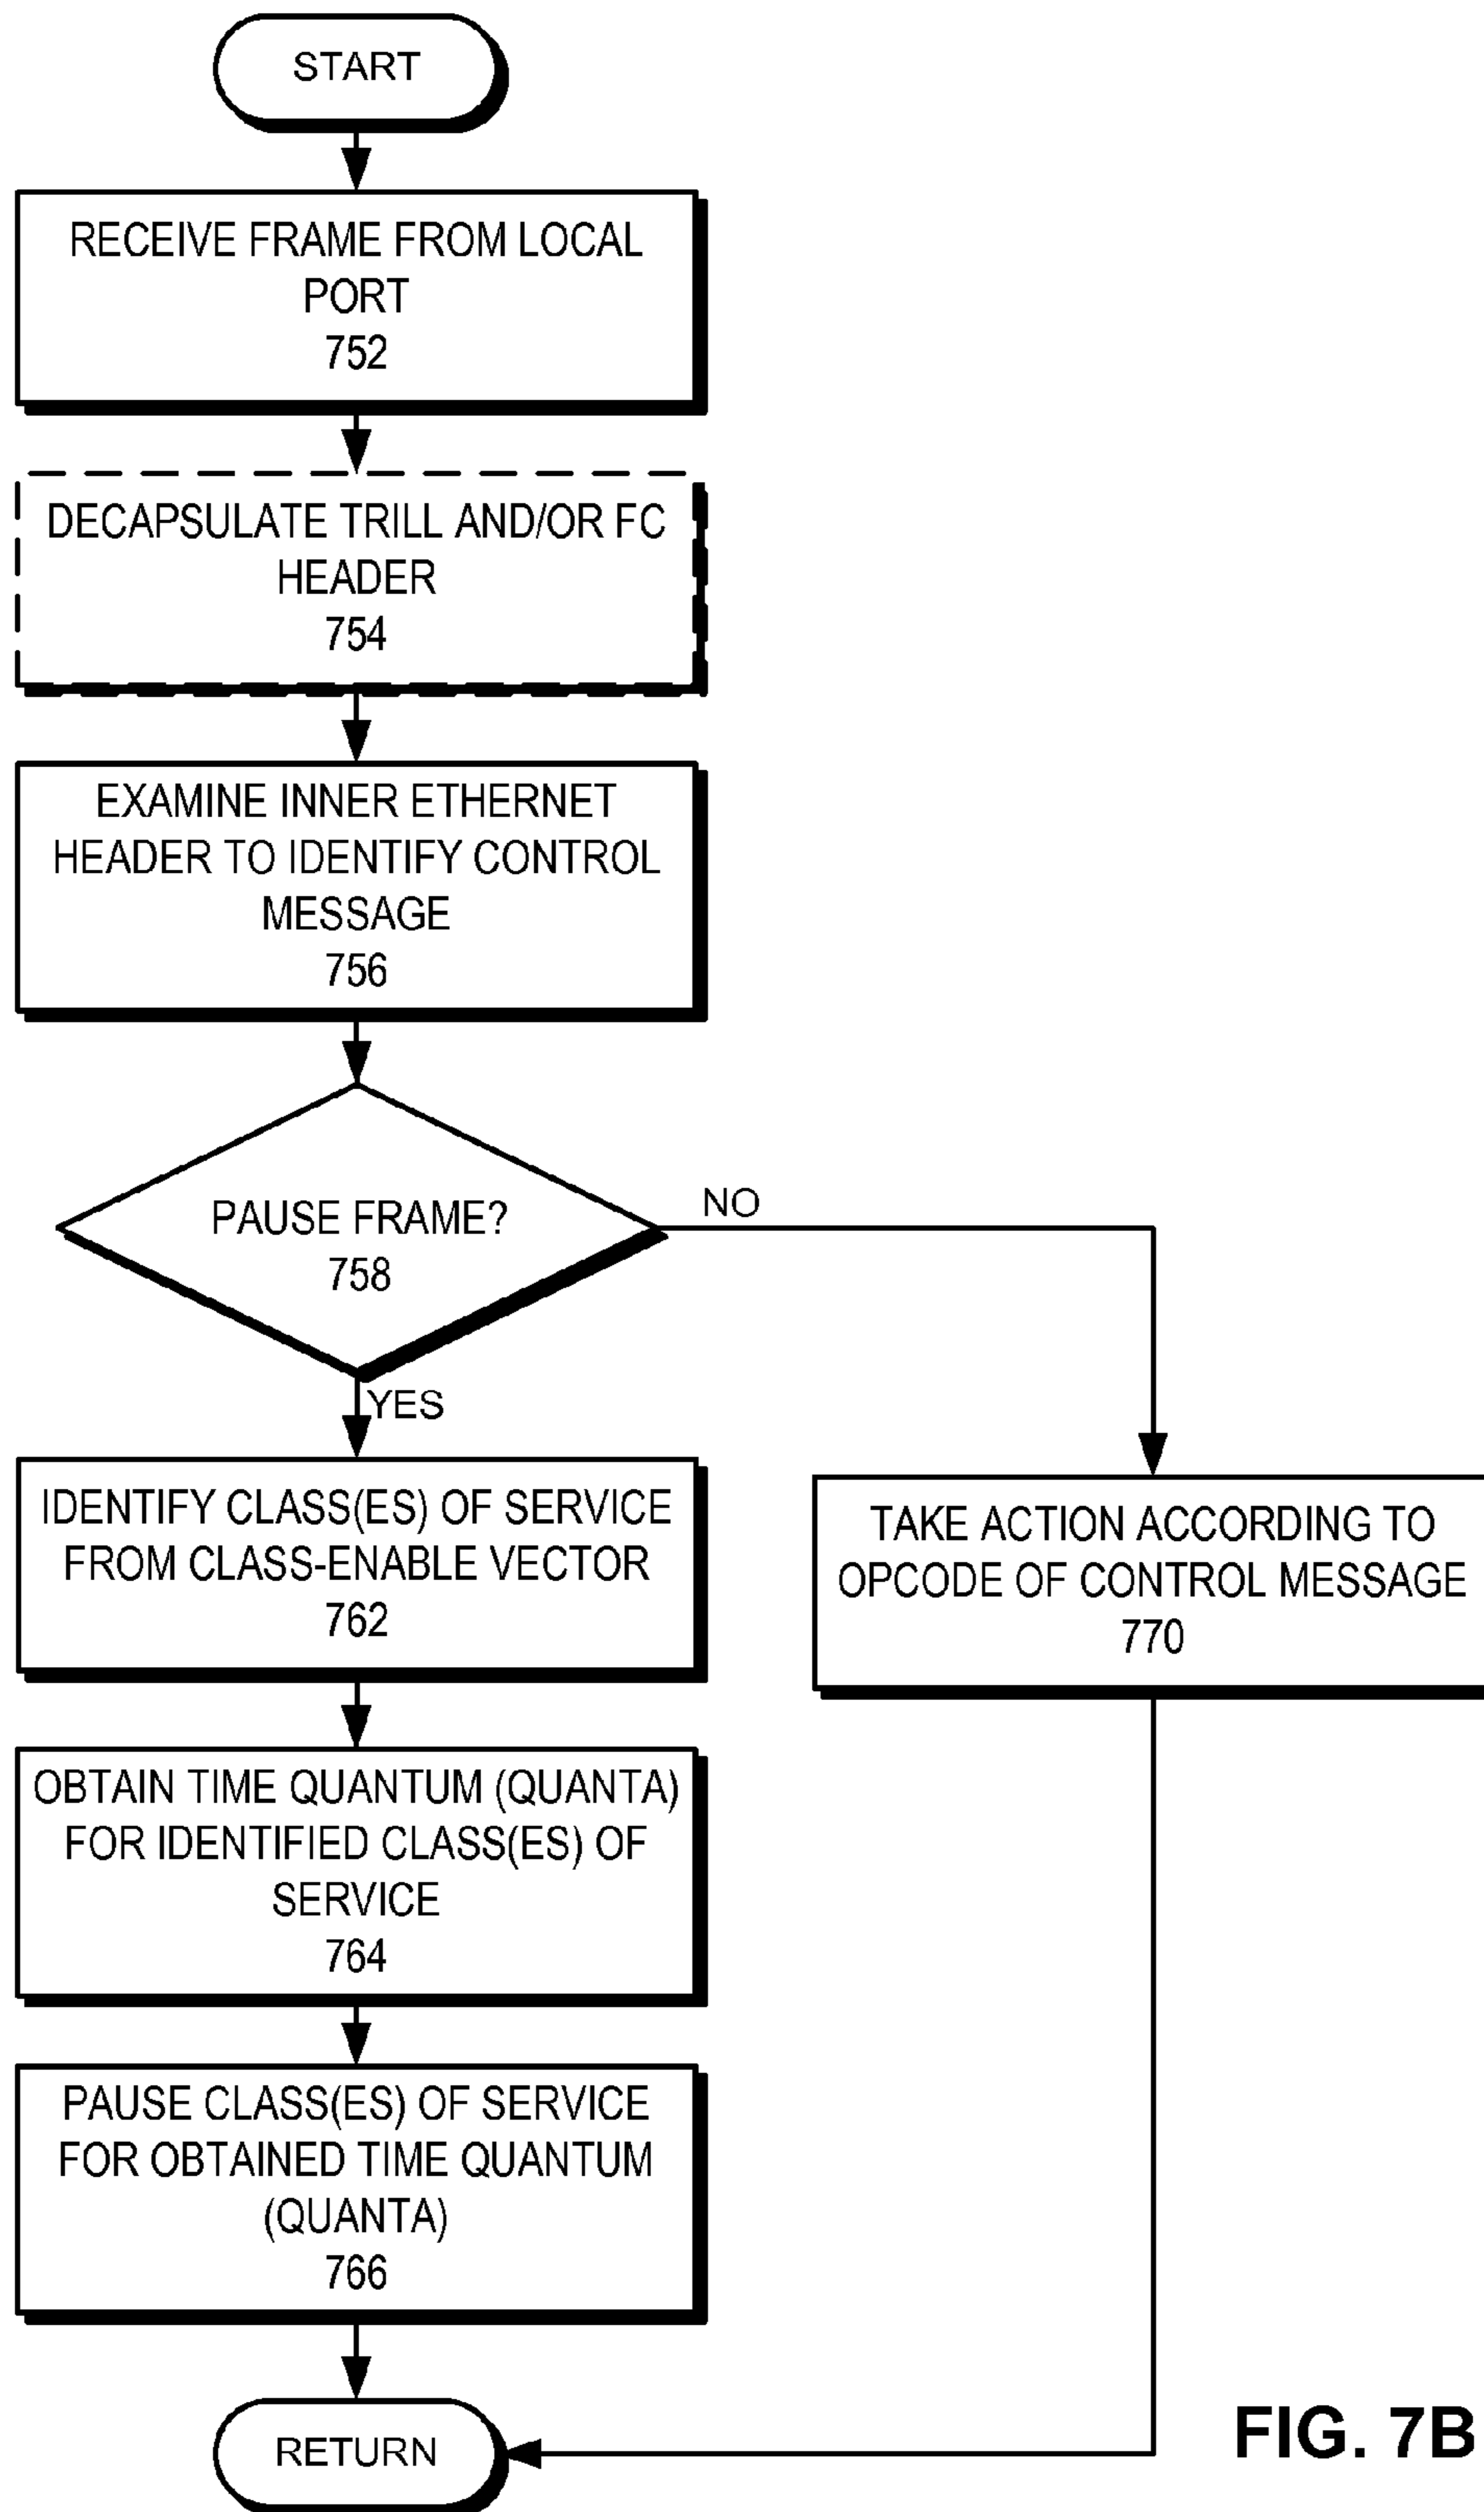 START
RECEIVE FRAME FROM LOCAL
PORT
752
DECAPSULATE TRILL AND/OR FC
HEADER
754
EXAMINE INNER ETHERNET
HEADER TO IDENTIFY CONTROL
MESSAGE
756
PAUSE FRAME?
758
NO
YES
IDENTIFY CLASS(ES) OF SERVICE
FROM CLASS-ENABLE VECTOR
762
TAKE ACTION ACCORDING TO
OPCODE OF CONTROL MESSAGE
770
OBTAIN TIME QUANTUM (QUANTA)
FOR IDENTIFIED CLASS(ES) OF
SERVICE
764
PAUSE CLASS(ES) OF SERVICE
FOR OBTAINED TIME QUANTUM
(QUANTA)
766
RETURN
FIG. 7B